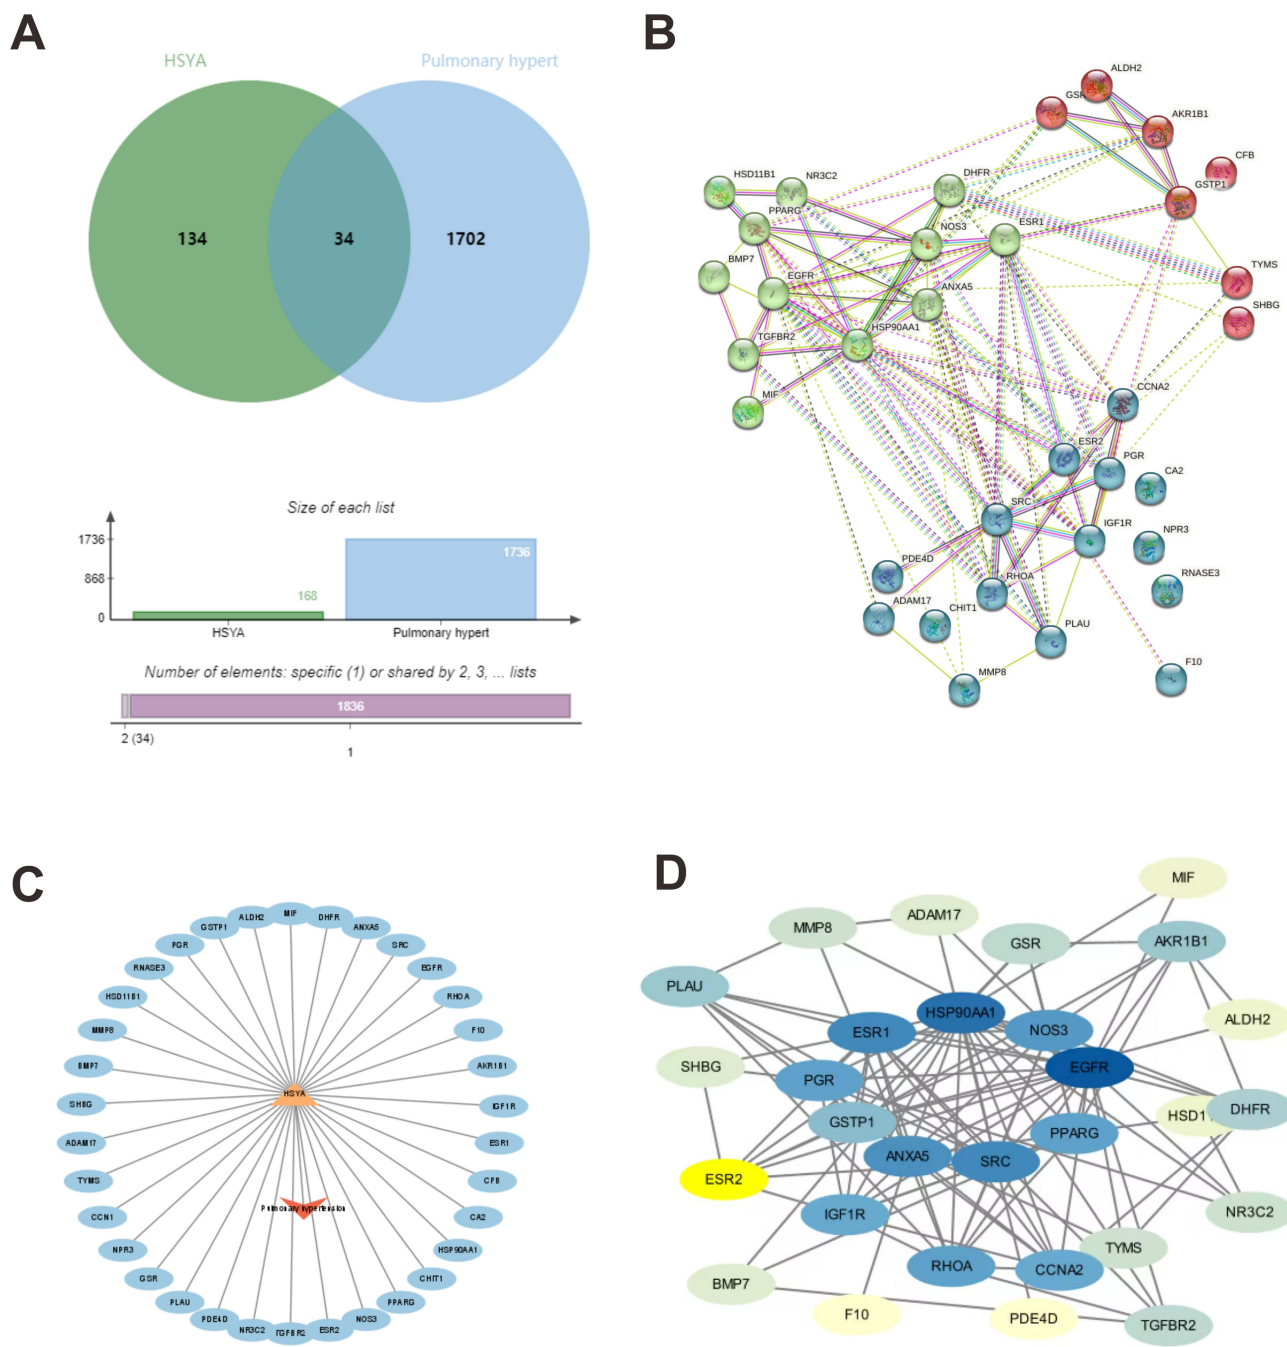 A
HSYA
Pulmonary hypert
134
34
1702
Size of each list
1736
868
0
168
1736
HSYA
Pulmonary hypert
Number of elements: specific (1) or shared by 2, 3, ... lists
1836
2 (34)
1
B
ALDH2
GSR
AKR1B1
CFB
GSTP1
HSD11B1
NR3C2
DHFR
PPARG
NOS3
ESR1
BMP7
EGFR
ANXA5
TYMS
SHBG
HSP90AA1
TGFBR2
MIF
CCNA2
ESR2
PGR
CA2
SRC
IGF1R
NPR3
PDE4D
RHOA
RNASE3
ADAM17
CHIT1
PLAU
MMP8
F10
C
MIF
ALDH2
DHFR
GSTP1
ANXA5
PGR
SRC
RNASE3
EGFR
HSD11B1
RHOA
MMP8
F10
BMP7
AKR1B1
HSYA
SHBG
IGF1R
ADAM17
ESR1
TYMS
CFB
Pulmonary hypertension
CCN1
CA2
NPR3
HSP90AA1
GSR
CHIT1
PLAU
PPARG
PDE4D
NOS3
NR3C2
TGFBR2
ESR2
D
MIF
ADAM17
MMP8
GSR
AKR1B1
PLAU
HSP90AA1
ESR1
NOS3
ALDH2
SHBG
EGFR
PGR
HSD1
DHFR
GSTP1
PPARG
ANXA5
SRC
ESR2
IGF1R
NR3C2
TYMS
RHOA
CCNA2
BMP7
F10
PDE4D
TGFBR2